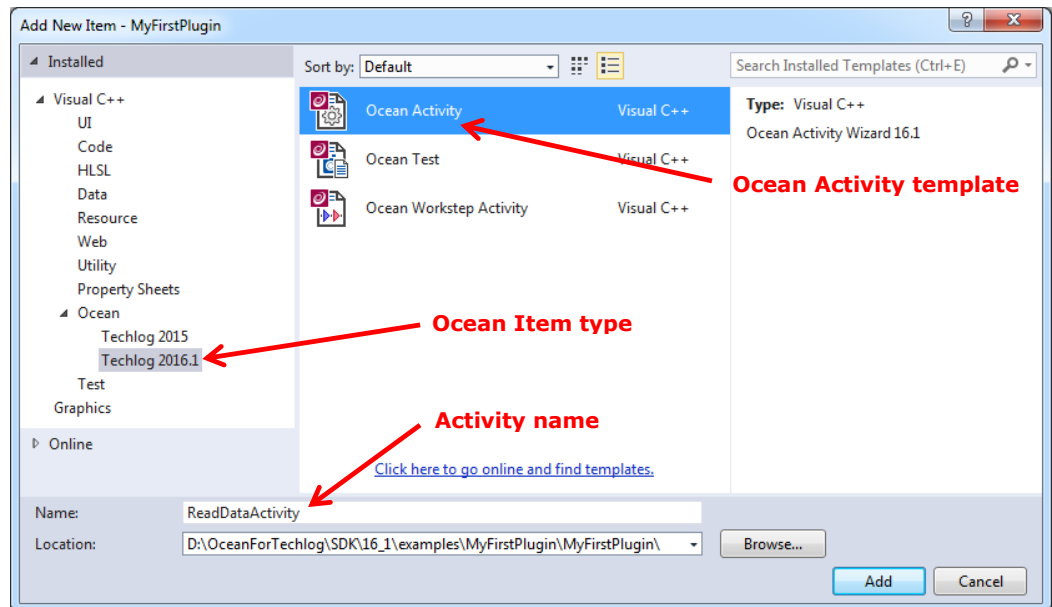 Add New Item - MyFirstPlugin
Installed
Sort by: Default
Search Installed Templates (Ctrl+E)
Visual C++
UI
Code
HLSL
Data
Resource
Web
Utility
Property Sheets
Ocean
Techlog 2015
Techlog 2016.1
Test
Graphics
Online
Ocean Activity Visual C++
Ocean Test Visual C++
Ocean Workstep Activity Visual C++
Type: Visual C++
Ocean Activity Wizard 16.1
Ocean Activity template
Ocean Item type
Activity name
Click here to go online and find templates.
Name: ReadDataActivity
Location: D:\OceanForTechlog\SDK\16_1\examples\MyFirstPlugin\MyFirstPlugin\
Browse...
Add Cancel